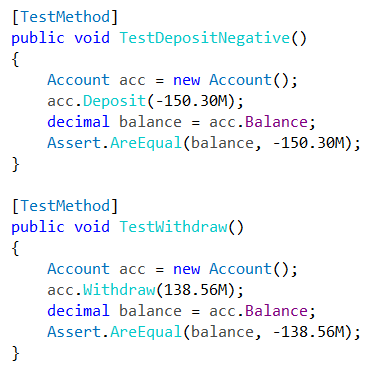 [TestMethod]
public void TestDepositNegative()
{
    Account acc = new Account();
    acc.Deposit(-150.30M);
    decimal balance = acc.Balance;
    Assert.AreEqual(balance, -150.30M);
}

[TestMethod]
public void TestWithdraw()
{
    Account acc = new Account();
    acc.Withdraw(138.56M);
    decimal balance = acc.Balance;
    Assert.AreEqual(balance, -138.56M);
}